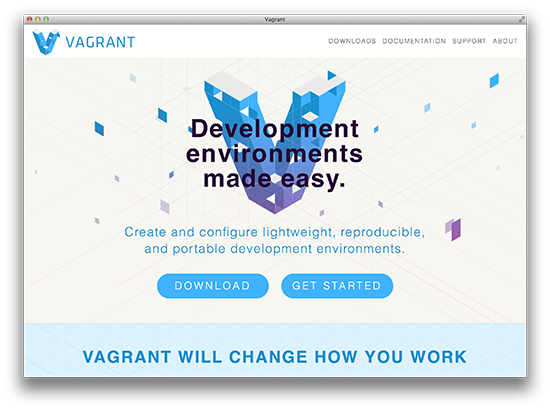 Vagrant
VAGRANT
DOWNLOADS DOCUMENTATION SUPPORT ABOUT
Development
environments
made easy.
Create and configure lightweight, reproducible,
and portable development environments.
DOWNLOAD GET STARTED
VAGRANT WILL CHANGE HOW YOU WORK